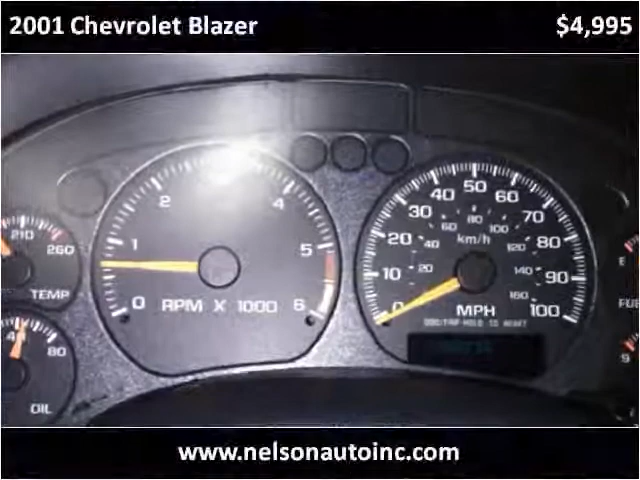 2001 Chevrolet Blazer $4,995
210
260
TEMP
80
OIL
0 1 2 4 5 6
RPM X 1000
0 10 20 30 40 50 60 70 80 90 100
20 40 60 80 100 120 140 160
km/h
MPH
www.nelsonautoinc.com